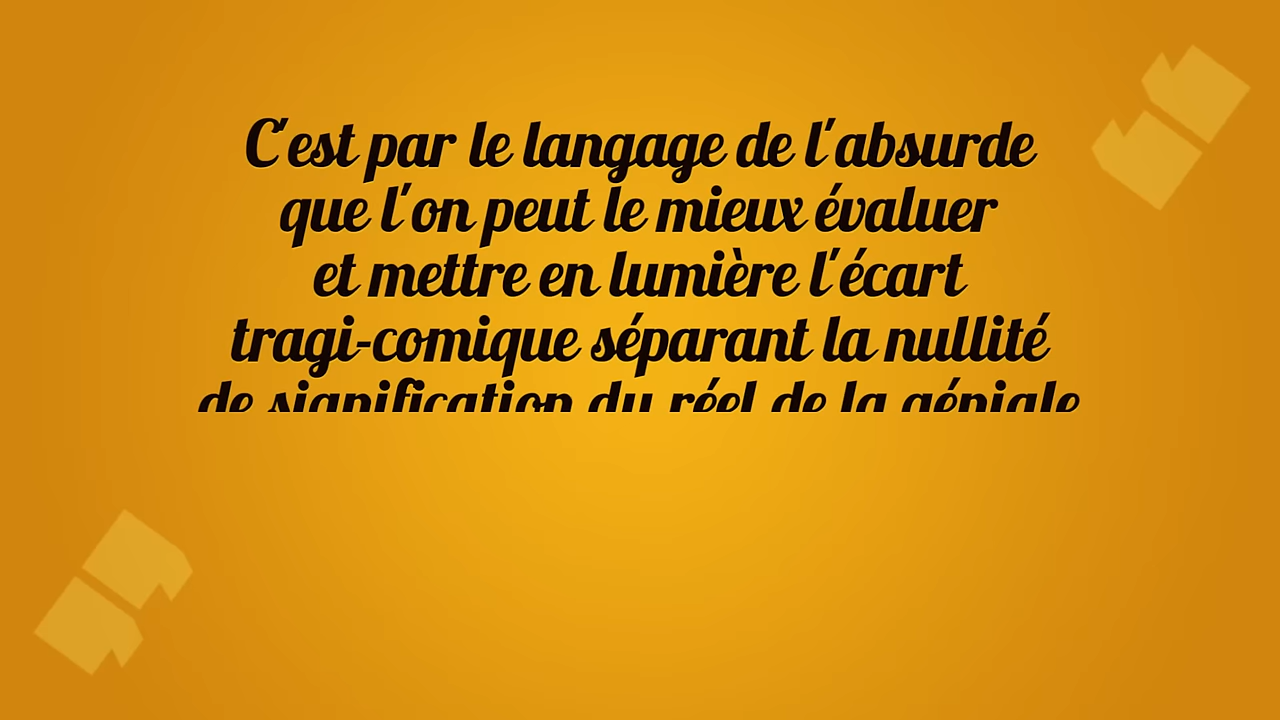 C'est par le langage de l'absurde
que l'on peut le mieux évaluer
et mettre en lumière l'écart
tragi-comique séparant la nullité
de signification du réel de la géniale